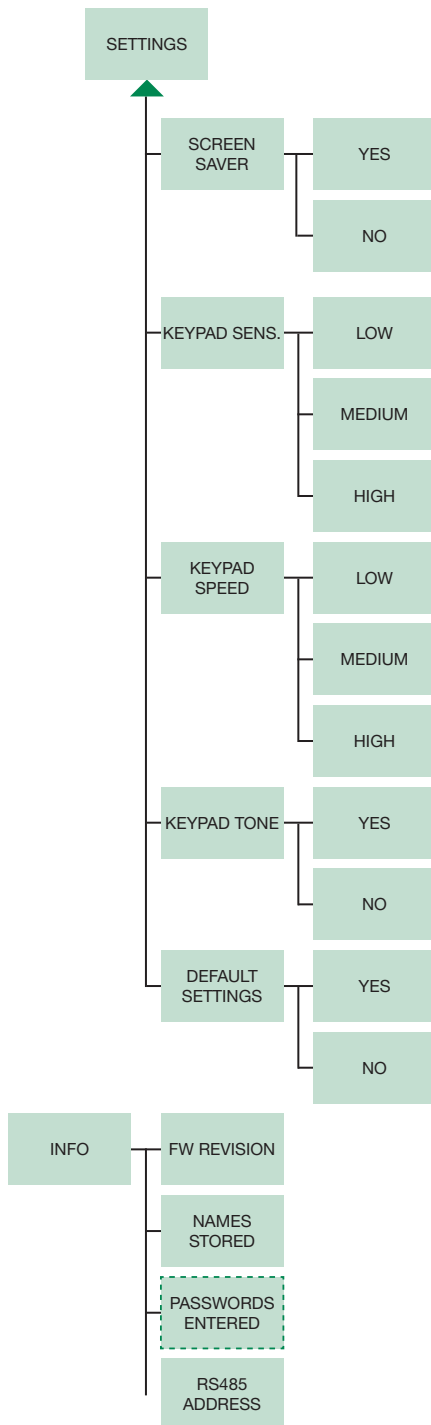 SETTINGS
SCREEN
SAVER
YES
NO
KEYPAD SENS.
LOW
MEDIUM
HIGH
KEYPAD
SPEED
LOW
MEDIUM
HIGH
KEYPAD TONE
YES
NO
DEFAULT
SETTINGS
YES
NO
INFO
FW REVISION
NAMES
STORED
PASSWORDS
ENTERED
RS485
ADDRESS